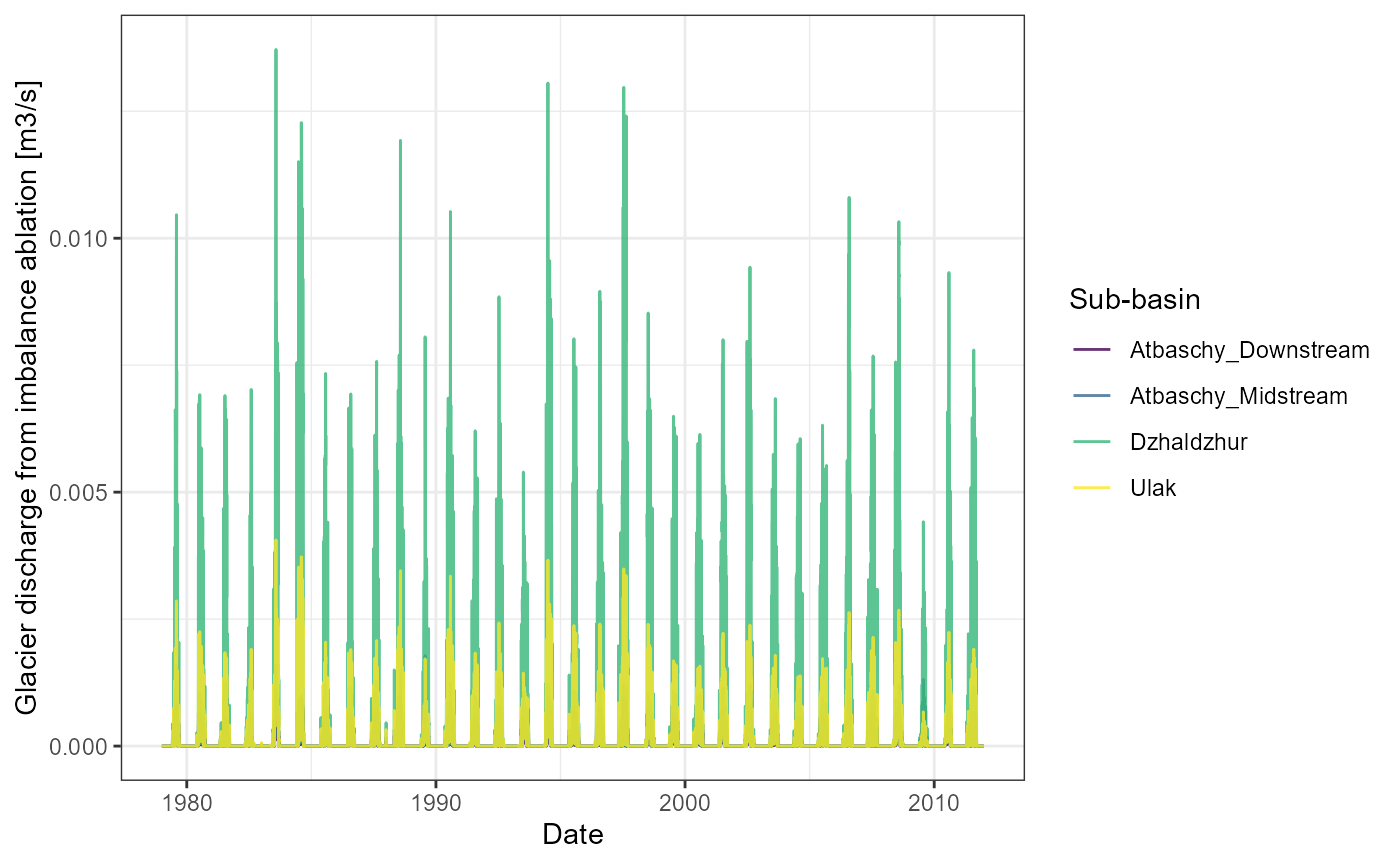 Glacier discharge from imbalance ablation [m3/s]
0.010
0.005
0.000
1980
1990
2000
2010
Date
Sub-basin
Atbaschy_Downstream
Atbaschy_Midstream
Dzhaldzhur
Ulak